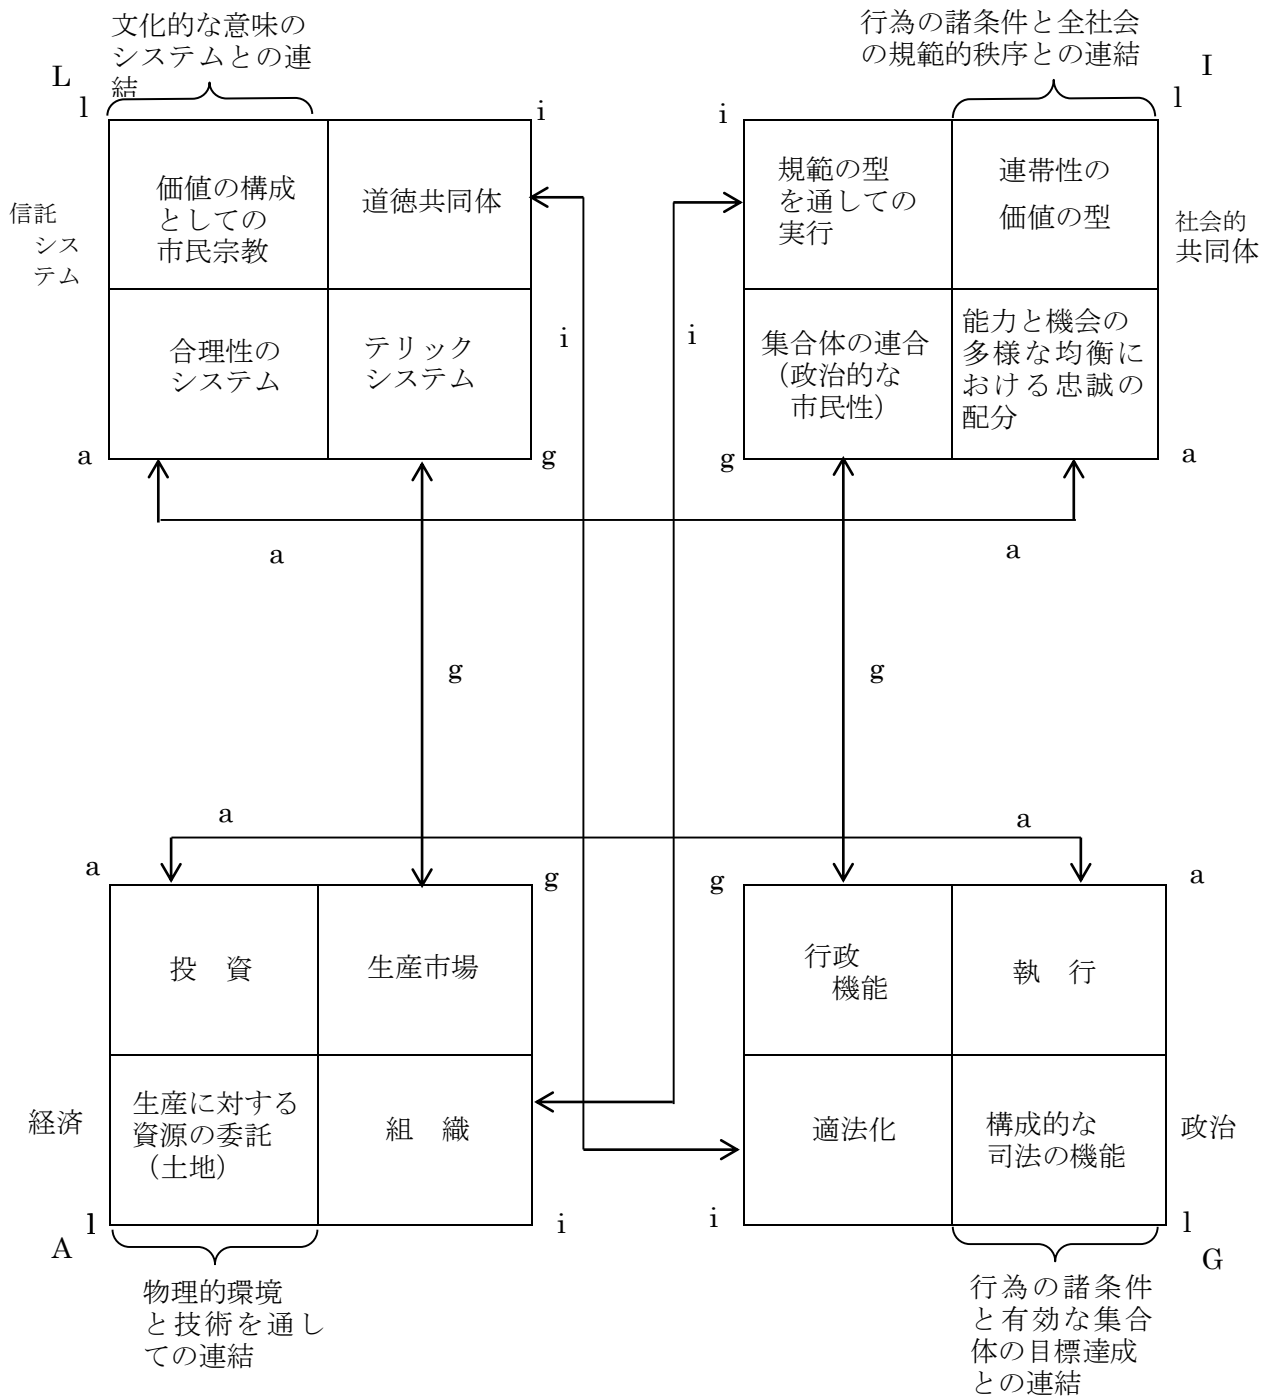 文化的な意味の
システムとの連
結
L
l
i
価値の構成
としての
市民宗教
道徳共同体
信託
シス
テム
合理性の
システム
テリック
システム
a
g
行為の諸条件と全社会
の規範的秩序との連結
I
i
l
規範の型
を通しての
実行
連帯性の
価値の型
社会的
共同体
集合体の連合
（政治的な
市民性）
能力と機会の
多様な均衡に
おける忠誠の
配分
g
a
i
i
a
a
g
g
a
a
a
g
投　資
生産市場
経済
生産に対する
資源の委託
（土地）
組　織
l
i
A
物理的環境
と技術を通し
ての連結
g
a
行政
機能
執　行
適法化
構成的な
司法の機能
政治
i
l
G
行為の諸条件
と有効な集合
体の目標達成
との連結